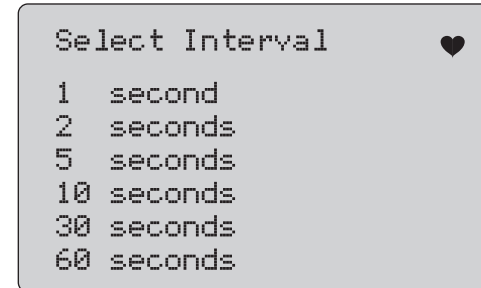 Select Interval ♥
1 second
2 seconds
5 seconds
10 seconds
30 seconds
60 seconds